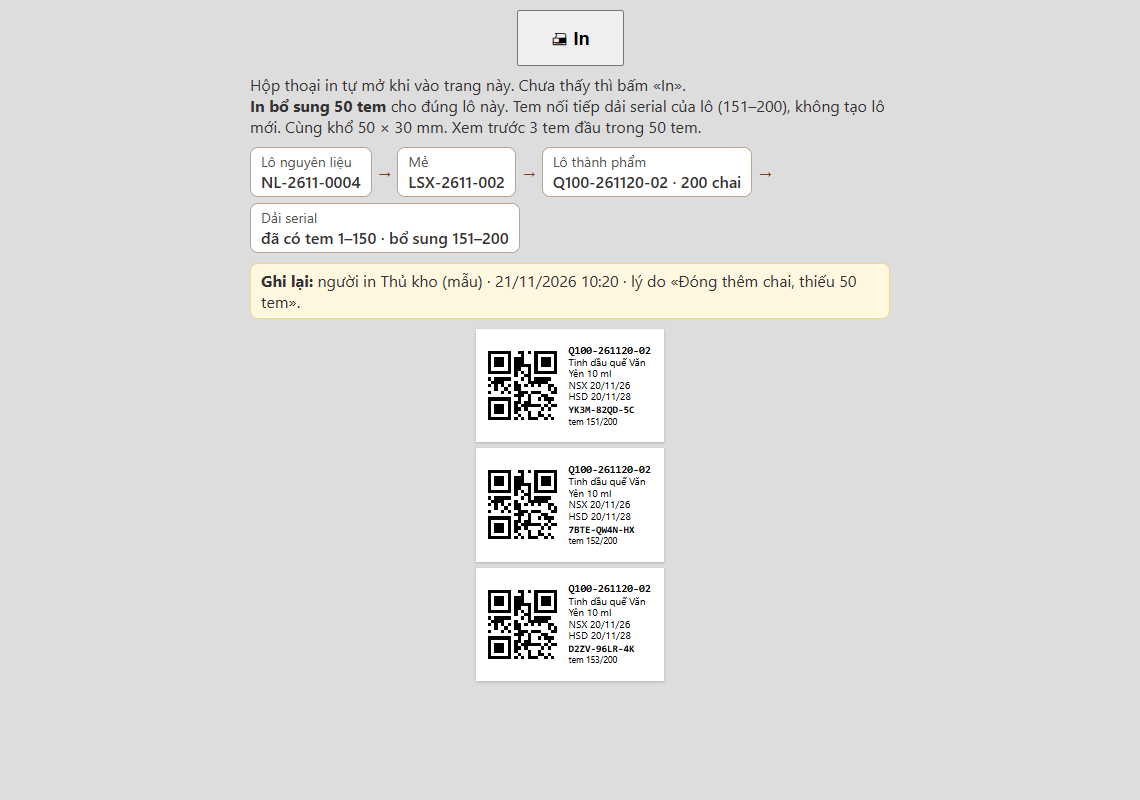 In
Hộp thoại in tự mở khi vào trang này. Chưa thấy thì bấm «In».
In bổ sung 50 tem cho đúng lô này. Tem nối tiếp dải serial của lô (151–200), không tạo lô
mới. Cùng khổ 50 × 30 mm. Xem trước 3 tem đầu trong 50 tem.
Lô nguyên liệu
NL-2611-0004
→
Mẻ
LSX-2611-002
→
Lô thành phẩm
Q100-261120-02 · 200 chai
→
Dải serial
đã có tem 1–150 · bổ sung 151–200
Ghi lại: người in Thủ kho (mẫu) · 21/11/2026 10:20 · lý do «Đóng thêm chai, thiếu 50
tem».
Q100-261120-02
Tinh dầu quế Văn
Yên 10 ml
NSX 20/11/26
HSD 20/11/28
YK3M-82QD-5C
tem 151/200
Q100-261120-02
Tinh dầu quế Văn
Yên 10 ml
NSX 20/11/26
HSD 20/11/28
7BTE-QW4N-HX
tem 152/200
Q100-261120-02
Tinh dầu quế Văn
Yên 10 ml
NSX 20/11/26
HSD 20/11/28
D2ZV-96LR-4K
tem 153/200